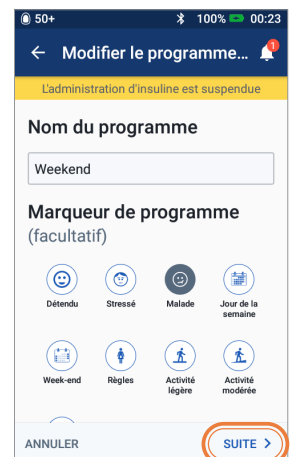 50+ 100% 00:23
Modifier le programme... 1
L'administration d'insuline est suspendue
Nom du programme
Weekend
Marqueur de programme
(facultatif)
Détendu Stressé Malade Jour de la semaine
Week-end Règles Activité légère Activité modérée
ANNULER SUITE